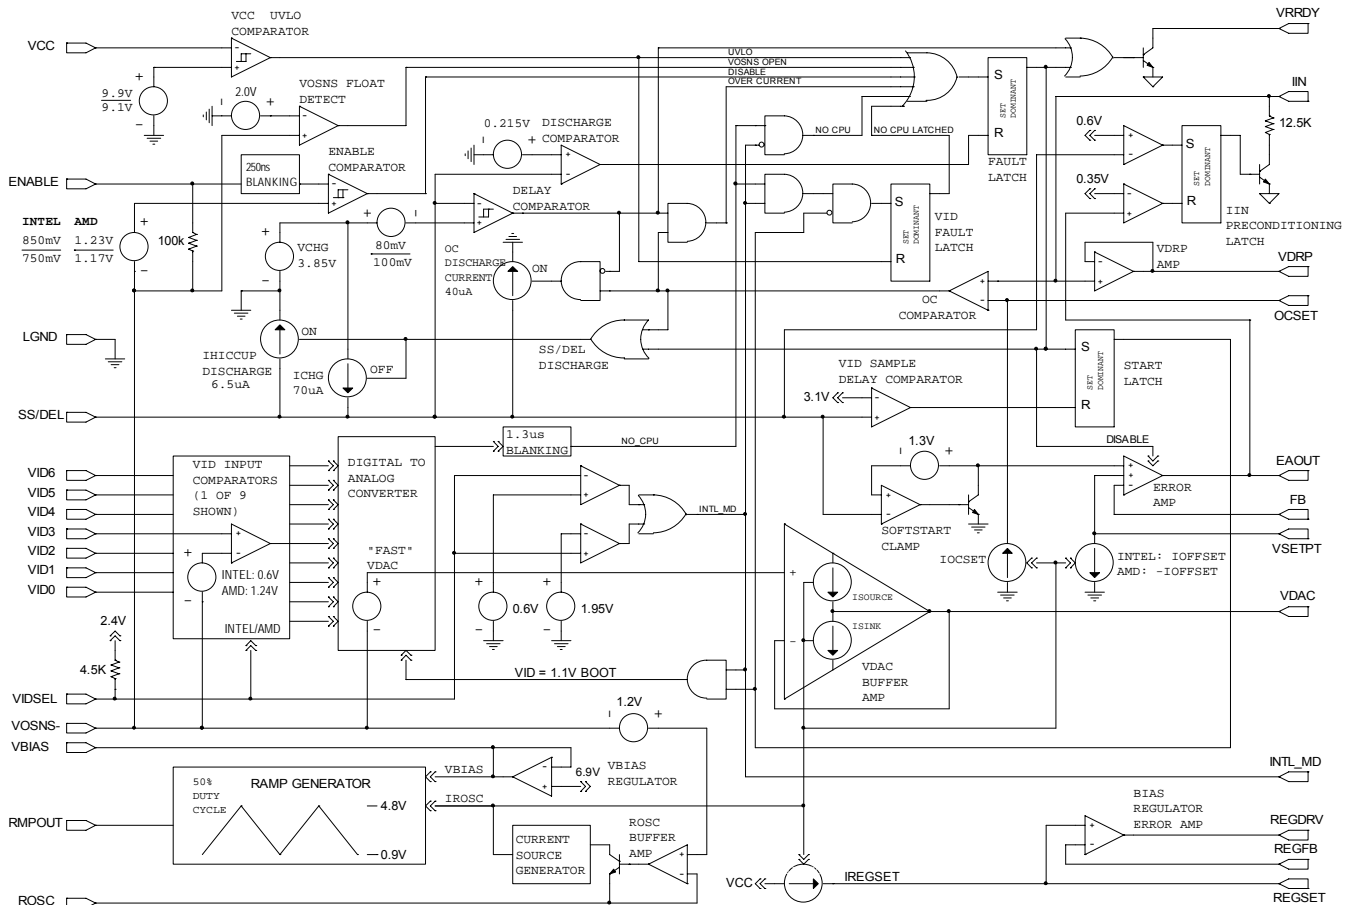 VCC UVLO
COMPARATOR
VRRDY
VCC
UVLO
VOSNS OPEN
DISABLE
OVER CURRENT
9.9V
9.1V
2.0V
VOSNS FLOAT
DETECT
S
R
SET
DOMINANT
FAULT
LATCH
IIN
12.5K
0.6V
0.35V
0.215V
DISCHARGE
COMPARATOR
NO CPU
NO CPU LATCHED
ENABLE
COMPARATOR
250ns
BLANKING
ENABLE
DELAY
COMPARATOR
S
R
SET
DOMINANT
IIN
PRECONDITIONING
LATCH
S
R
SET
DOMINANT
VID
FAULT
LATCH
INTEL AMD
850mV 1.23V
750mV 1.17V
100k
VCHG
3.85V
80mV
100mV
OC
DISCHARGE
CURRENT
40uA
ON
VDRP
AMP
VDRP
OC
COMPARATOR
OCSET
LGND
ON
IHICCUP
DISCHARGE
6.5uA
ICHG
70uA
OFF
SS/DEL
DISCHARGE
VID SAMPLE
DELAY COMPARATOR
3.1V
S
R
SET
DOMINANT
START
LATCH
SS/DEL
1.3us
BLANKING
NO_CPU
1.3V
DISABLE
EAOUT
ERROR
AMP
FB
VSETPT
SOFTSTART
CLAMP
VID6
VID5
VID4
VID3
VID2
VID1
VID0
VID INPUT
COMPARATORS
(1 OF 9
SHOWN)
INTEL: 0.6V
AMD: 1.24V
INTEL/AMD
DIGITAL TO
ANALOG
CONVERTER
"FAST"
VDAC
INTL_MD
0.6V
1.95V
IOCSET
INTEL: IOFFSET
AMD: -IOFFSET
ISOURCE
ISINK
VDAC
BUFFER
AMP
VDAC
2.4V
4.5K
VID = 1.1V BOOT
VIDSEL
1.2V
VOSNS-
VBIAS
VBIAS
6.9V
VBIAS
REGULATOR
INTL_MD
50%
DUTY
CYCLE
RAMP GENERATOR
4.8V
0.9V
IROSC
RMPOUT
CURRENT
SOURCE
GENERATOR
ROSC
BUFFER
AMP
BIAS
REGULATOR
ERROR AMP
REGDRV
REGFB
VCC
IREGSET
REGSET
ROSC